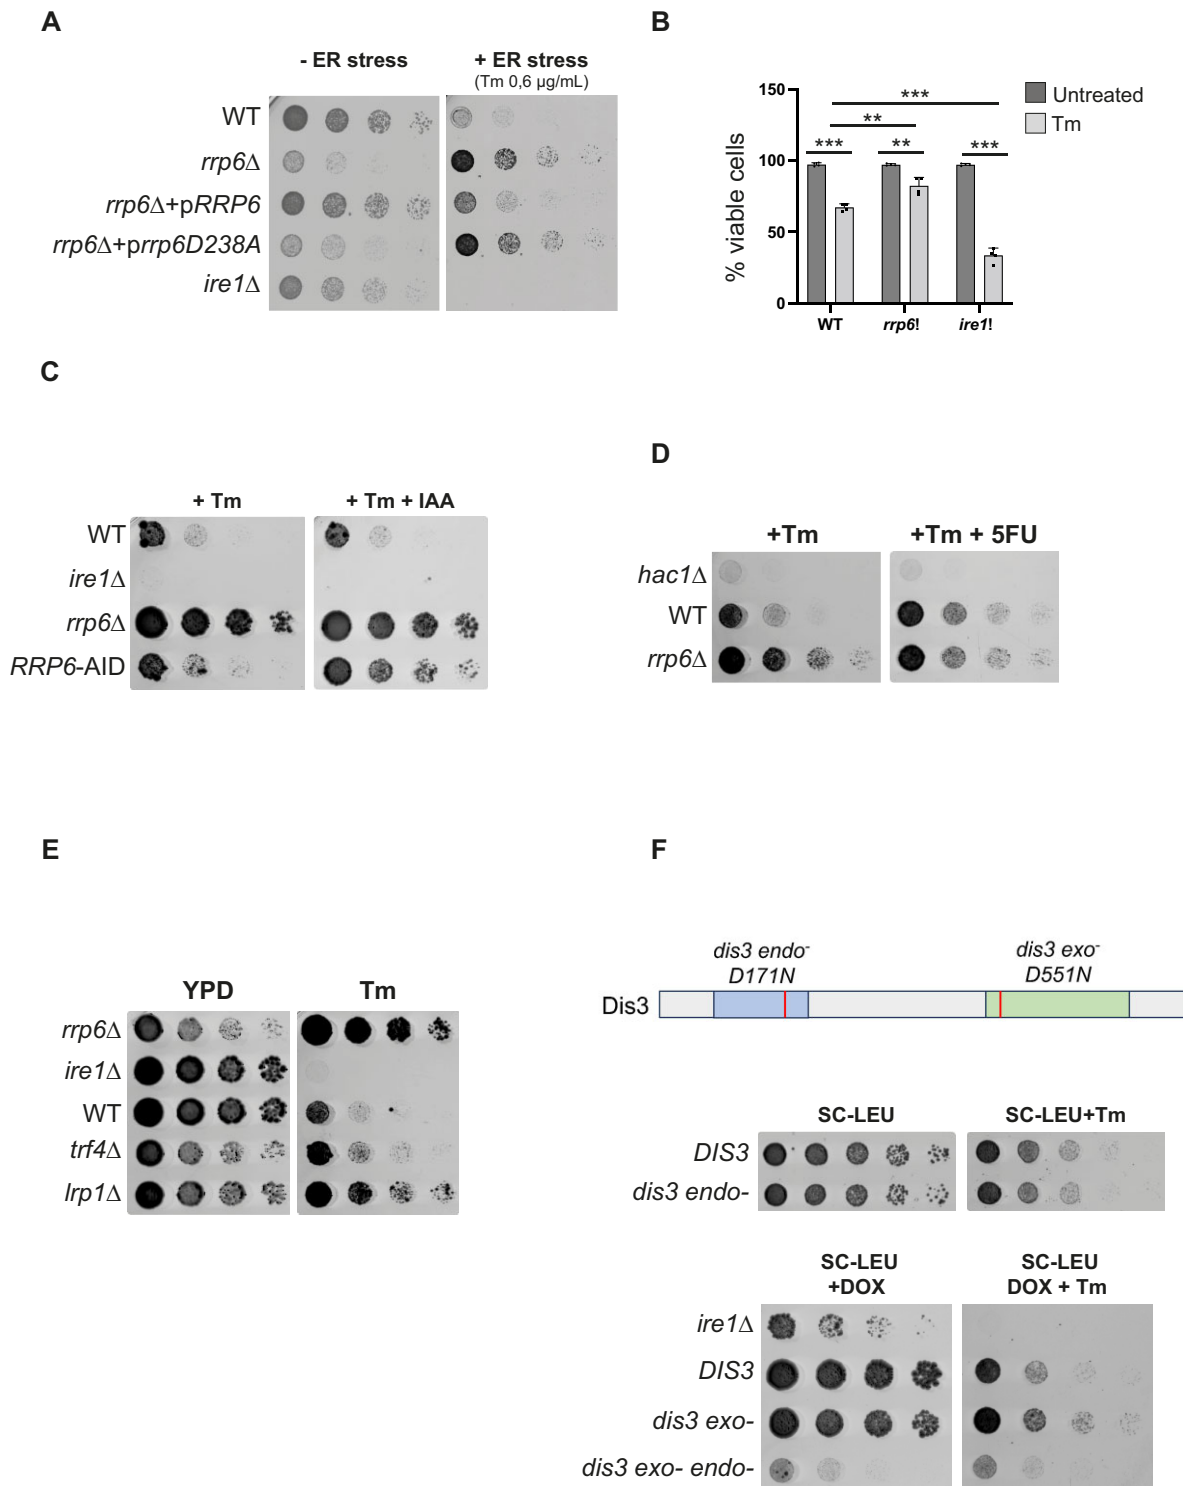 A
- ER stress
+ ER stress
(Tm 0,6 µg/mL)
WT
rrp6Δ
rrp6Δ+pRRP6
rrp6Δ+prrp6D238A
ire1Δ
B
150
100
50
0
% viable cells
***
**
*** ** ***
Untreated
Tm
WT rrp6! ire1!
C
+ Tm
+ Tm + IAA
WT
ire1Δ
rrp6Δ
RRP6-AID
D
+Tm
+Tm + 5FU
hac1Δ
WT
rrp6Δ
E
YPD
Tm
rrp6Δ
ire1Δ
WT
trf4Δ
lrp1Δ
F
dis3 endo-
D171N
dis3 exo-
D551N
Dis3
SC-LEU
SC-LEU+Tm
DIS3
dis3 endo-
SC-LEU
+DOX
SC-LEU
DOX + Tm
ire1Δ
DIS3
dis3 exo-
dis3 exo- endo-